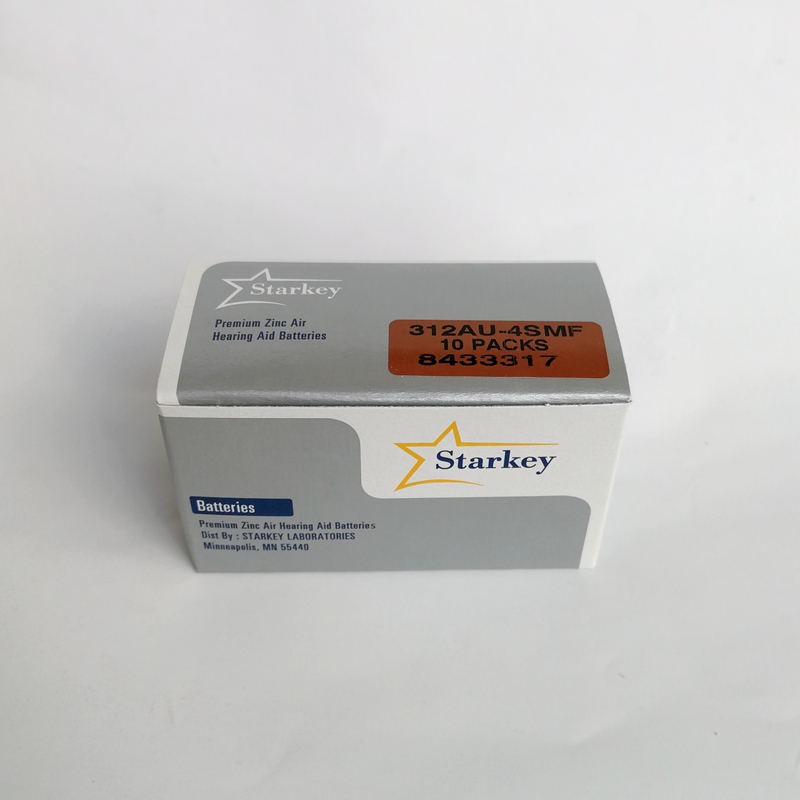 Starkey
Premium Zinc Air
Hearing Aid Batteries
312AU-4SMF
10 PACKS
8433317
Starkey
Batteries
Premium Zinc Air Hearing Aid Batteries
Dist By : STARKEY LABORATORIES
Minneapolis, MN 55440